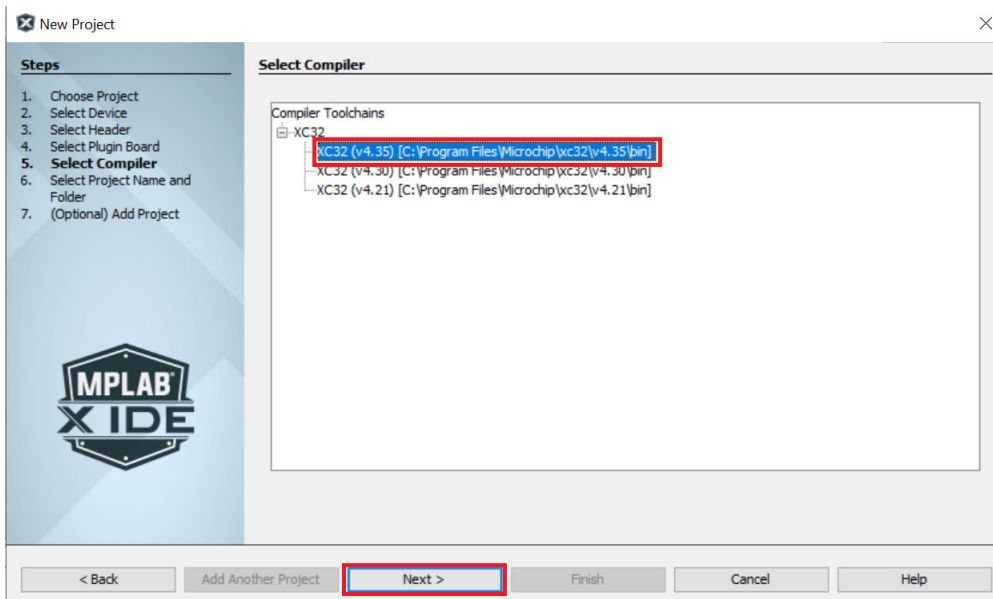 New Project
Steps
1. Choose Project
2. Select Device
3. Select Header
4. Select Plugin Board
5. Select Compiler
6. Select Project Name and
Folder
7. (Optional) Add Project
MPLAB®
X IDE
Select Compiler
Compiler Toolchains
XC32
XC32 (v4.35) [C:\Program Files\Microchip\xc32\v4.35\bin]
XC32 (v4.30) [C:\Program Files\Microchip\xc32\v4.30\bin]
XC32 (v4.21) [C:\Program Files\Microchip\xc32\v4.21\bin]
< Back
Add Another Project
Next >
Finish
Cancel
Help